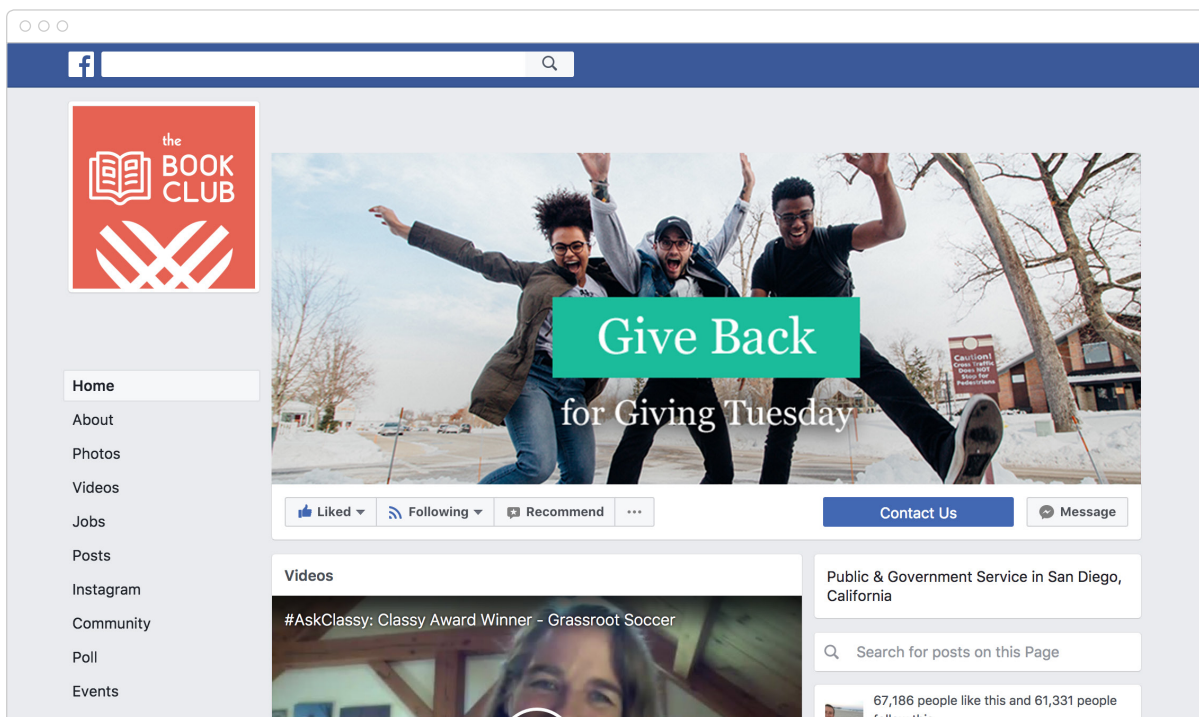 f
the
BOOK
CLUB
Home
About
Photos
Videos
Jobs
Posts
Instagram
Community
Poll
Events
Give Back
for Giving Tuesday
Caution!
Cross Traffic
Does NOT
Stop for
Pedestrians
Liked
Following
Recommend
Contact Us
Message
Videos
#AskClassy: Classy Award Winner - Grassroot Soccer
Public & Government Service in San Diego,
California
Search for posts on this Page
67,186 people like this and 61,331 people